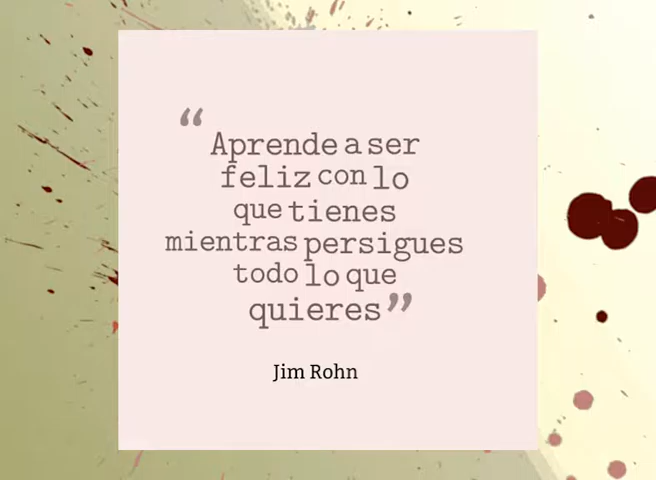 “Aprende a ser
feliz con lo
que tienes
mientras persigues
todo lo que
quieres”
Jim Rohn